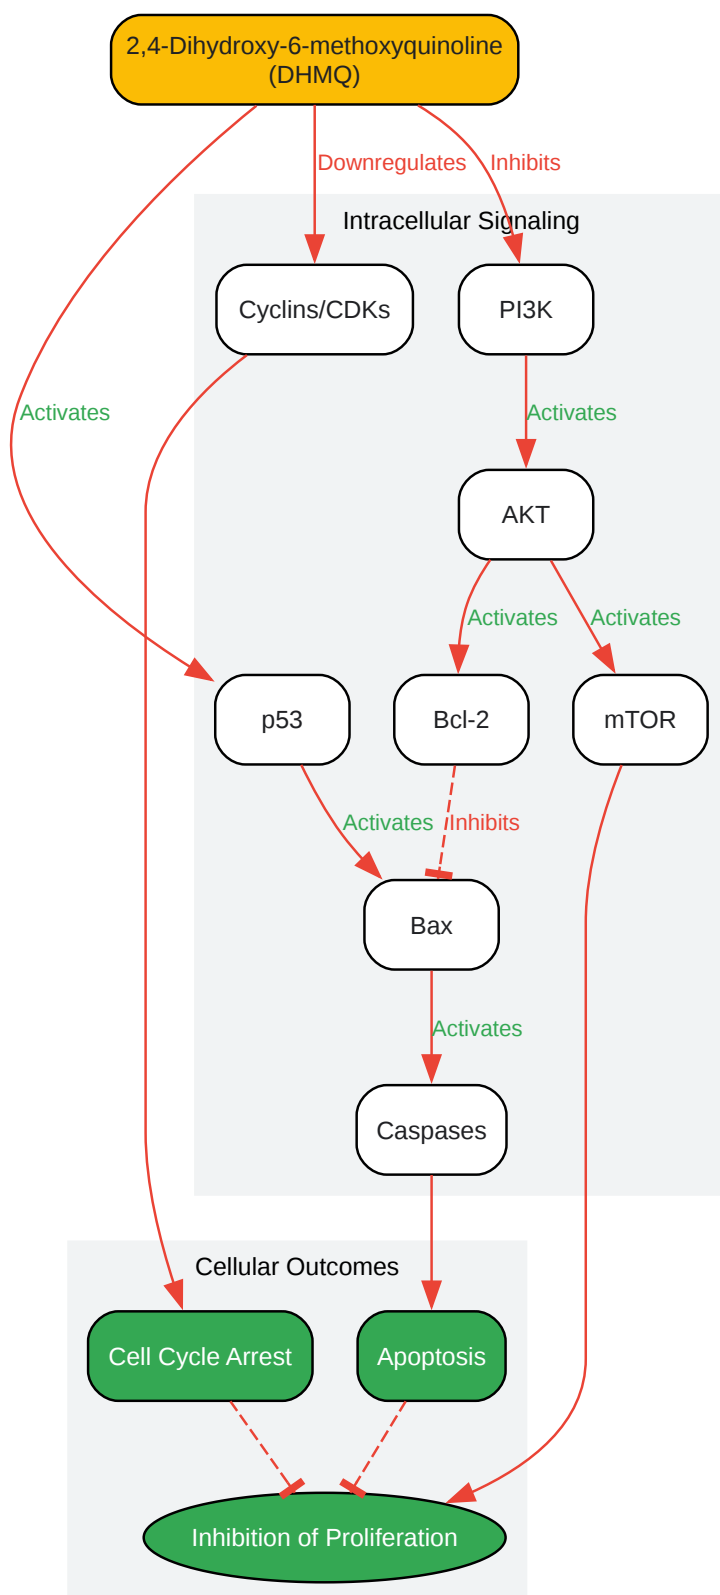 2,4-Dihydroxy-6-methoxyquinoline
(DHMQ)
Downregulates
Inhibits
Intracellular Signaling
Cyclins/CDKs
PI3K
Activates
Activates
AKT
Activates
Activates
p53
Bcl-2
mTOR
Activates
Inhibits
Bax
Activates
Caspases
Cellular Outcomes
Cell Cycle Arrest
Apoptosis
Inhibition of Proliferation